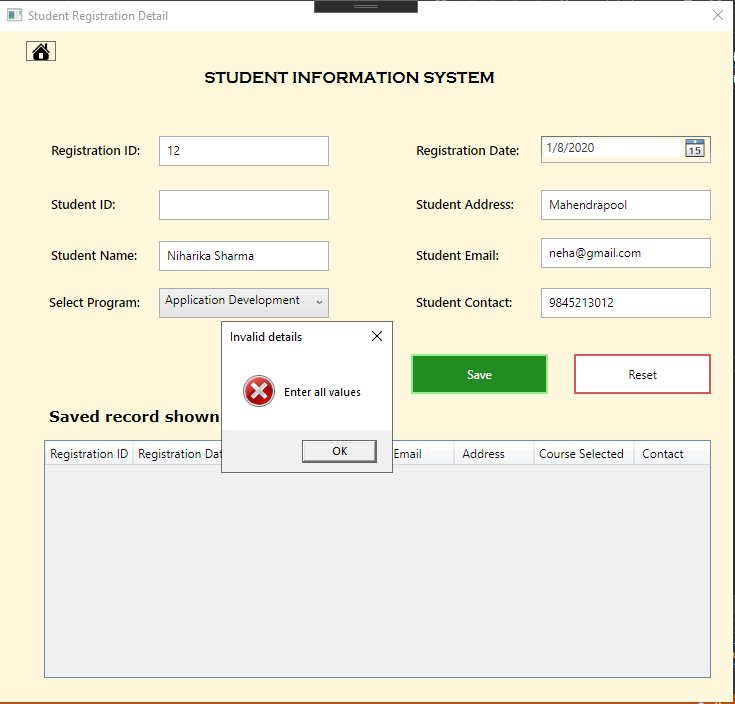 Student Registration Detail
STUDENT INFORMATION SYSTEM
Registration ID: 12 Registration Date: 1/8/2020 15
Student ID: Student Address: Mahendrapool
Student Name: Niharika Sharma Student Email: neha@gmail.com
Select Program: Application Development Student Contact: 9845213012
Invalid details
Enter all values
OK
Save Reset
Saved record shown
Registration ID Registration Email Address Course Selected Contact